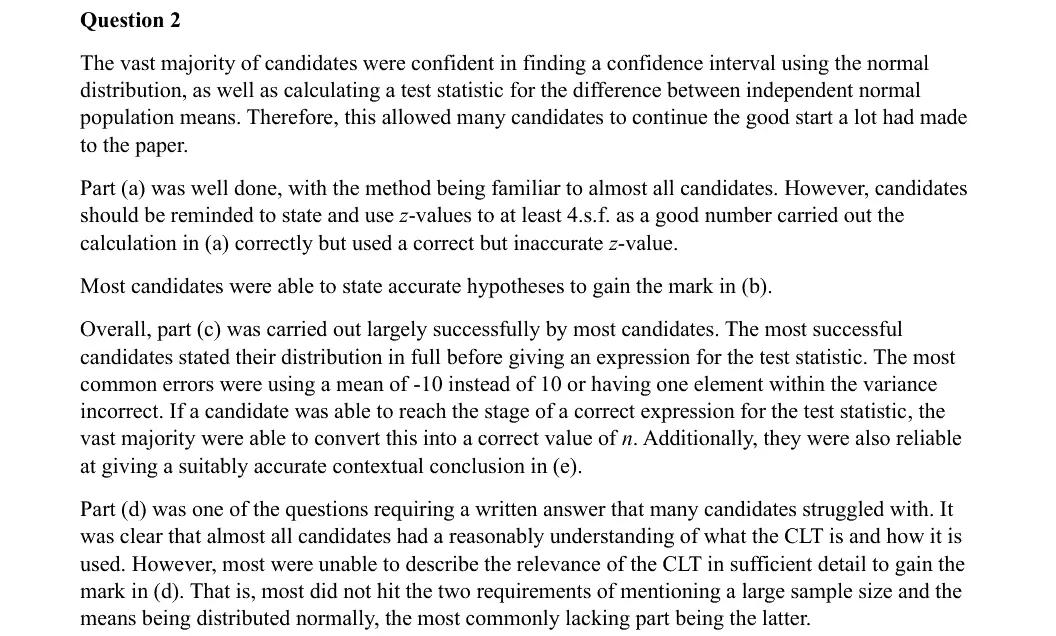 Question 2
The vast majority of candidates were confident in finding a confidence interval using the normal
distribution, as well as calculating a test statistic for the difference between independent normal
population means. Therefore, this allowed many candidates to continue the good start a lot had made
to the paper.
Part (a) was well done, with the method being familiar to almost all candidates. However, candidates
should be reminded to state and use z-values to at least 4.s.f. as a good number carried out the
calculation in (a) correctly but used a correct but inaccurate z-value.
Most candidates were able to state accurate hypotheses to gain the mark in (b).
Overall, part (c) was carried out largely successfully by most candidates. The most successful
candidates stated their distribution in full before giving an expression for the test statistic. The most
common errors were using a mean of -10 instead of 10 or having one element within the variance
incorrect. If a candidate was able to reach the stage of a correct expression for the test statistic, the
vast majority were able to convert this into a correct value of n. Additionally, they were also reliable
at giving a suitably accurate contextual conclusion in (e).
Part (d) was one of the questions requiring a written answer that many candidates struggled with. It
was clear that almost all candidates had a reasonably understanding of what the CLT is and how it is
used. However, most were unable to describe the relevance of the CLT in sufficient detail to gain the
mark in (d). That is, most did not hit the two requirements of mentioning a large sample size and the
means being distributed normally, the most commonly lacking part being the latter.